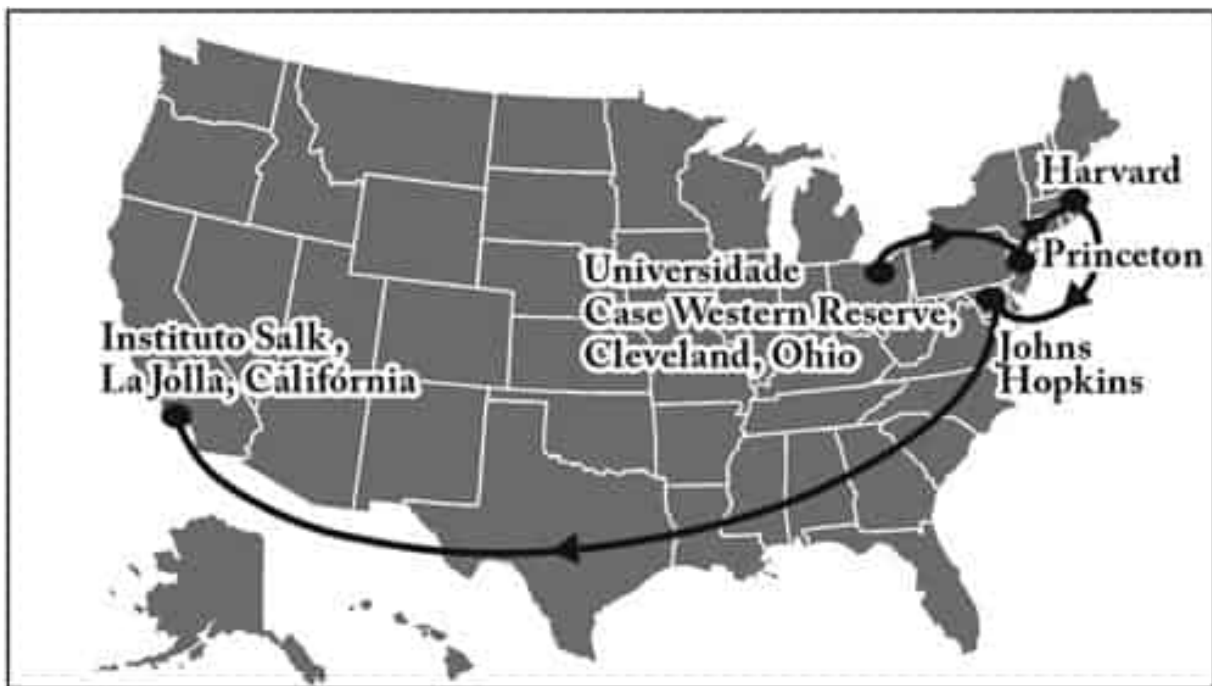 Harvard
Princeton
Universidade
Case Western Reserve,
Cleveland, Ohio
Instituto Salk,
La Jolla, Califórnia
Johns
Hopkins